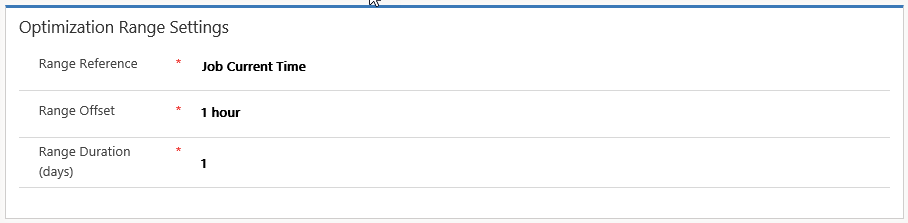 Optimization Range Settings
Range Reference * Job Current Time
Range Offset * 1 hour
Range Duration * 1
(days)